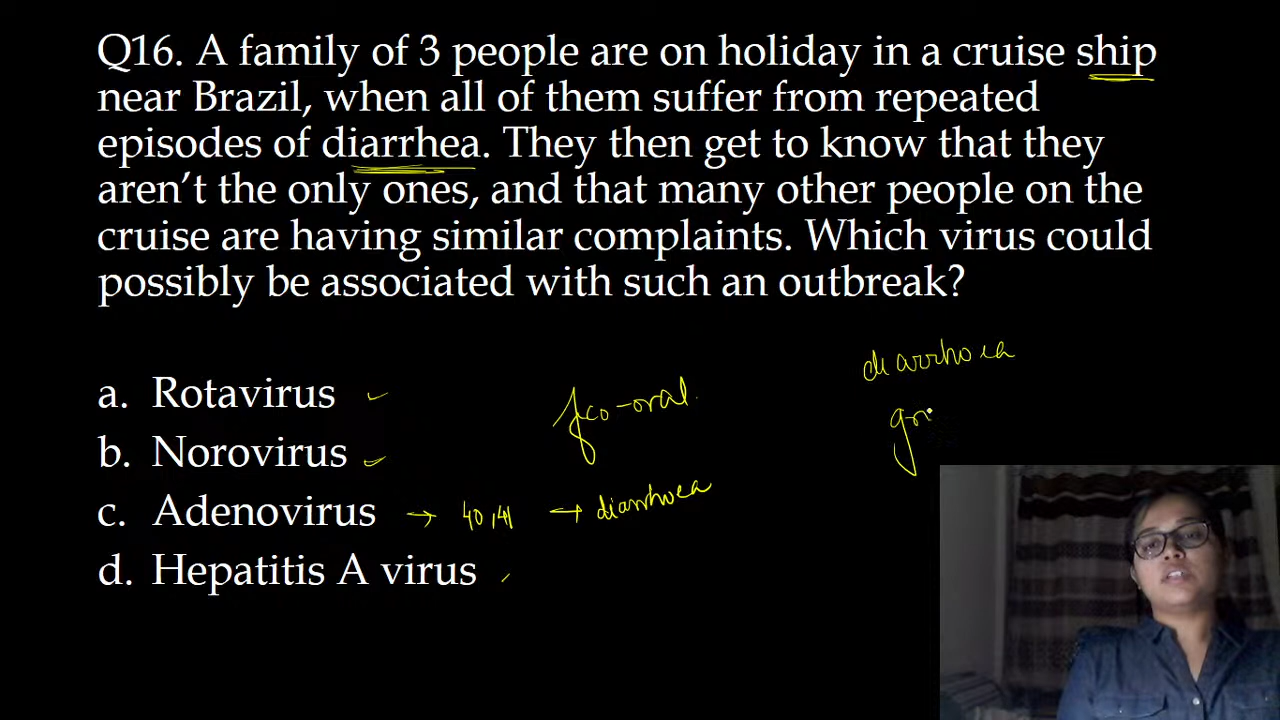 Q16. A family of 3 people are on holiday in a cruise ship
near Brazil, when all of them suffer from repeated
episodes of diarrhea. They then get to know that they
aren't the only ones, and that many other people on the
cruise are having similar complaints. Which virus could
possibly be associated with such an outbreak?
diarrhoea
a. Rotavirus
feco-oral
b. Norovirus
c. Adenovirus → 40,41 → diarrhoea
d. Hepatitis A virus